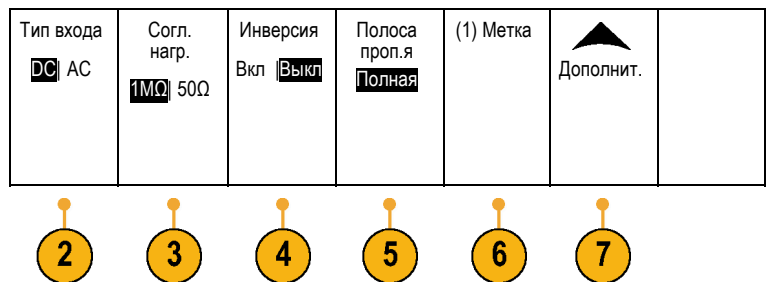 Тип входа
DC| AC
Согл.
нагр.
1MΩ| 50Ω
Инверсия
Вкл |Выкл
Полоса
проп.я
Полная
(1) Метка
Дополнит.
2
3
4
5
6
7